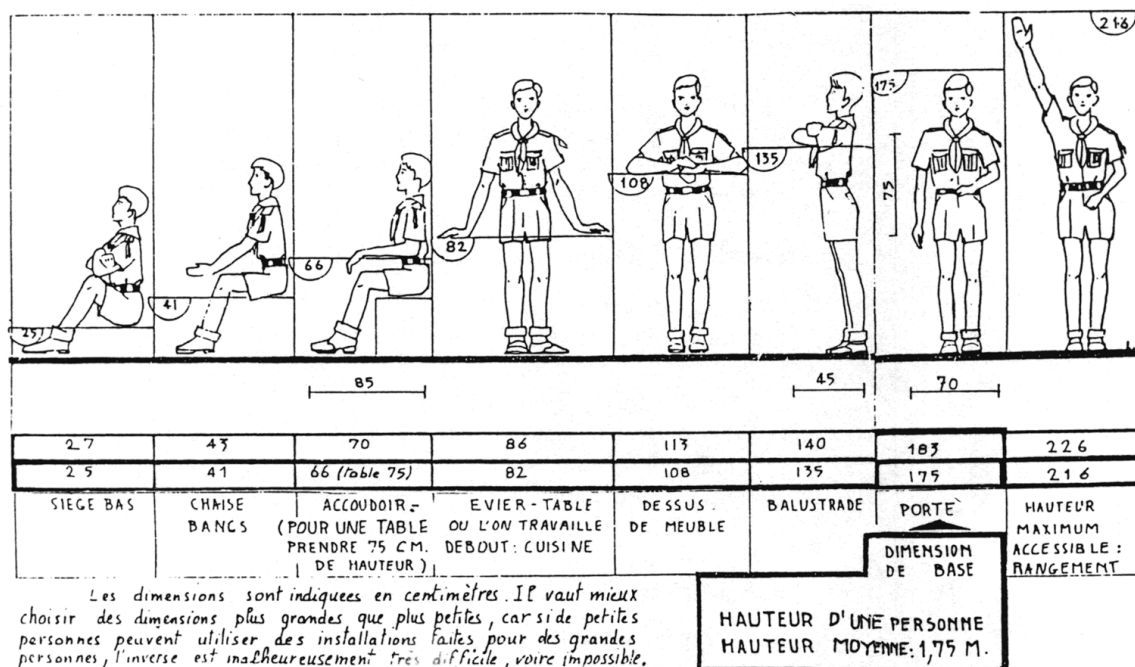 216
175
135
108
75
82
66
41
25
85
45
70
27 43 70 86 113 140 183 226
25 41 66 (table 75) 82 108 135 175 216
SIEGE BAS
CHAISE
BANCS
ACCOUDOIR =
(POUR UNE TABLE
PRENDRE 75 CM.
DE HAUTEUR)
EVIER - TABLE
OU L'ON TRAVAILLE
DEBOUT : CUISINE
DESSUS.
DE MEUBLE
BALUSTRADE
PORTE
HAUTEUR
MAXIMUM
ACCESSIBLE :
RANGEMENT
DIMENSION
DE BASE
HAUTEUR D'UNE PERSONNE
HAUTEUR MOYENNE: 1,75 M.
Les dimensions sont indiquees en centimètres. Il vaut mieux
choisir des dimensions plus grandes que plus petites, car si de petites
personnes peuvent utiliser des installations faites pour des grandes
personnes, l'inverse est malheureusement très difficile, voire impossible.